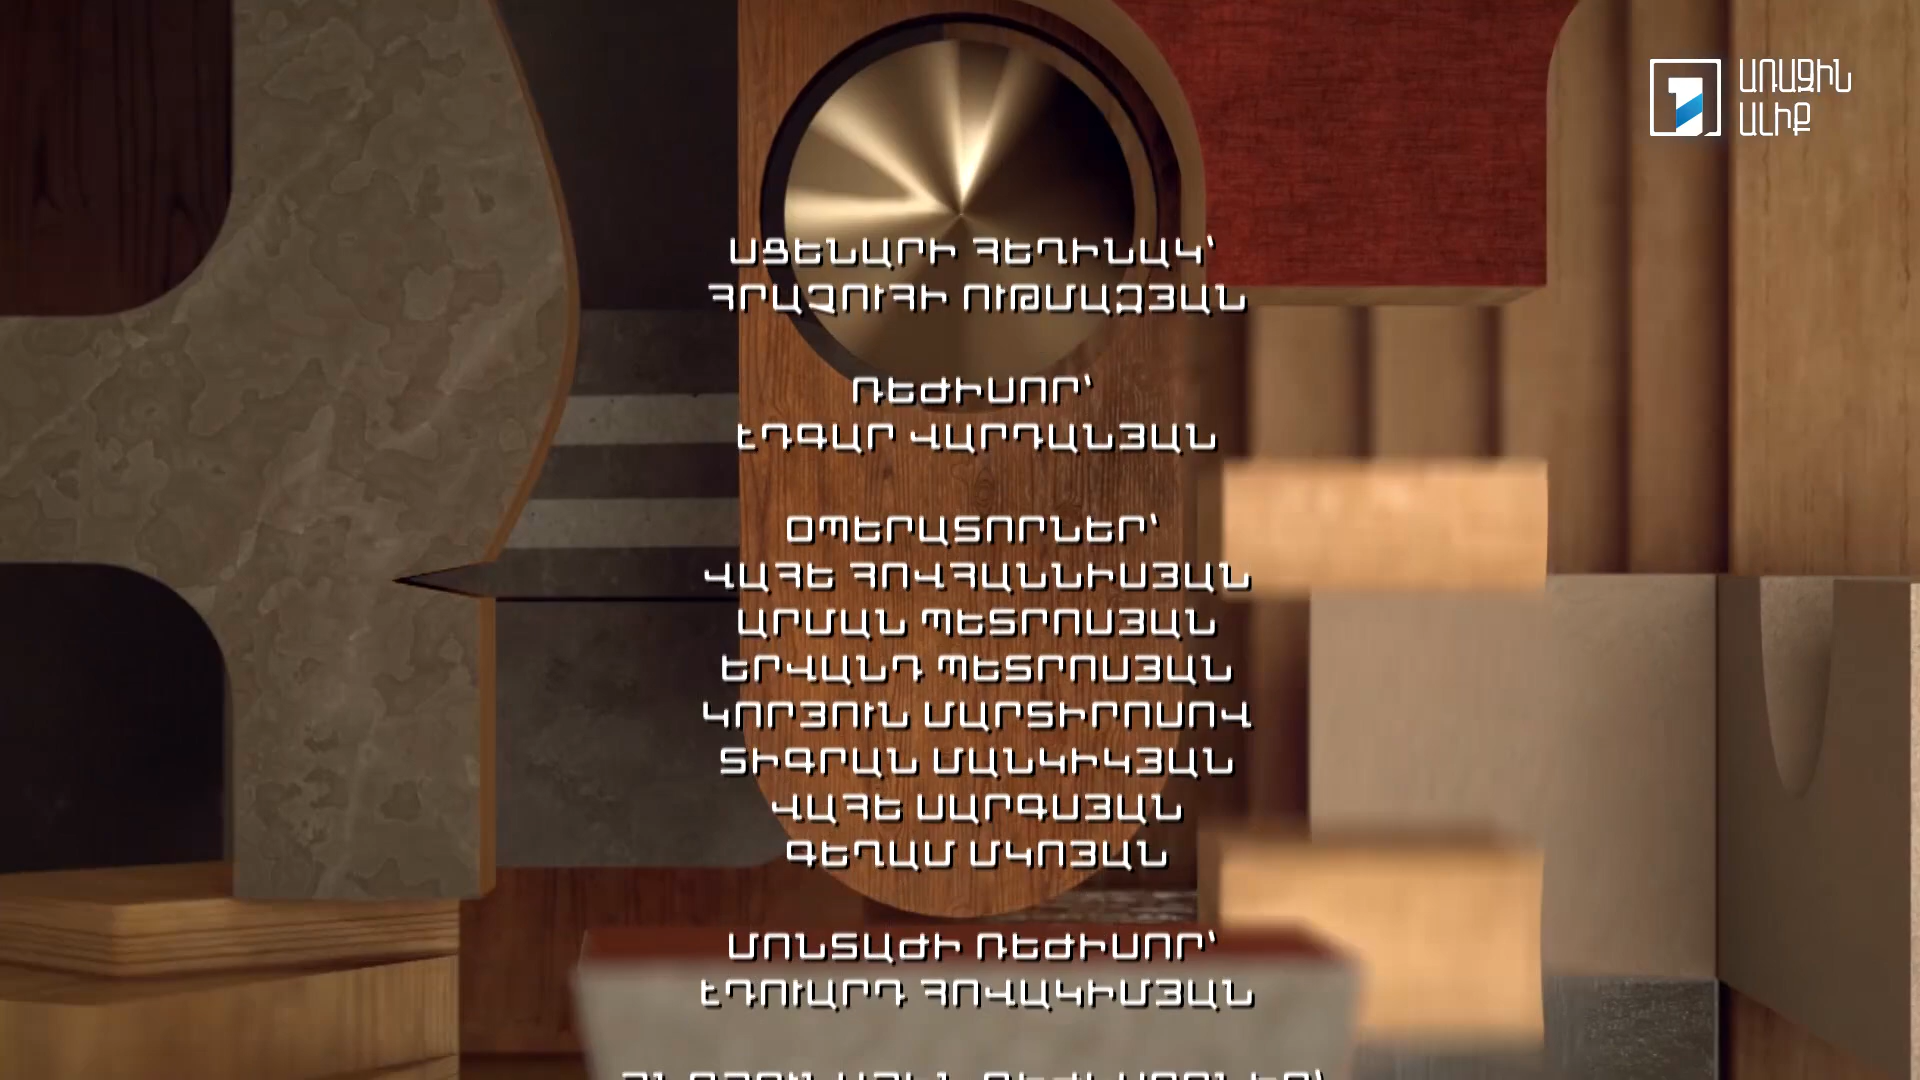 ԱՌԱՋԻՆ
ԱԼԻՔ
ՍՑԵՆԱՐԻ ՀԵՂԻՆԱԿ՝
ՀՐԱՉՈՒՀԻ ՈՒԹՄԱԶՅԱՆ
ՌԵԺԻՍՈՐ՝
ԷԴԳԱՐ ՎԱՐԴԱՆՅԱՆ
ՕՊԵՐԱՏՈՐՆԵՐ՝
ՎԱՀԵ ՀՈՎՀԱՆՆԻՍՅԱՆ
ԱՐՄԱՆ ՊԵՏՐՈՍՅԱՆ
ԵՐՎԱՆԴ ՊԵՏՐՈՍՅԱՆ
ԿՈՐՅՈՒՆ ՄԱՐՏԻՐՈՍՈՎ
ՏԻԳՐԱՆ ՄԱՆԿԻԿՅԱՆ
ՎԱՀԵ ՍԱՐԳՍՅԱՆ
ԳԵՂԱՄ ՄԿՈՅԱՆ
ՄՈՆՏԱԺԻ ՌԵԺԻՍՈՐ՝
ԷԴՈՒԱՐԴ ՀՈՎԱԿԻՄՅԱՆ